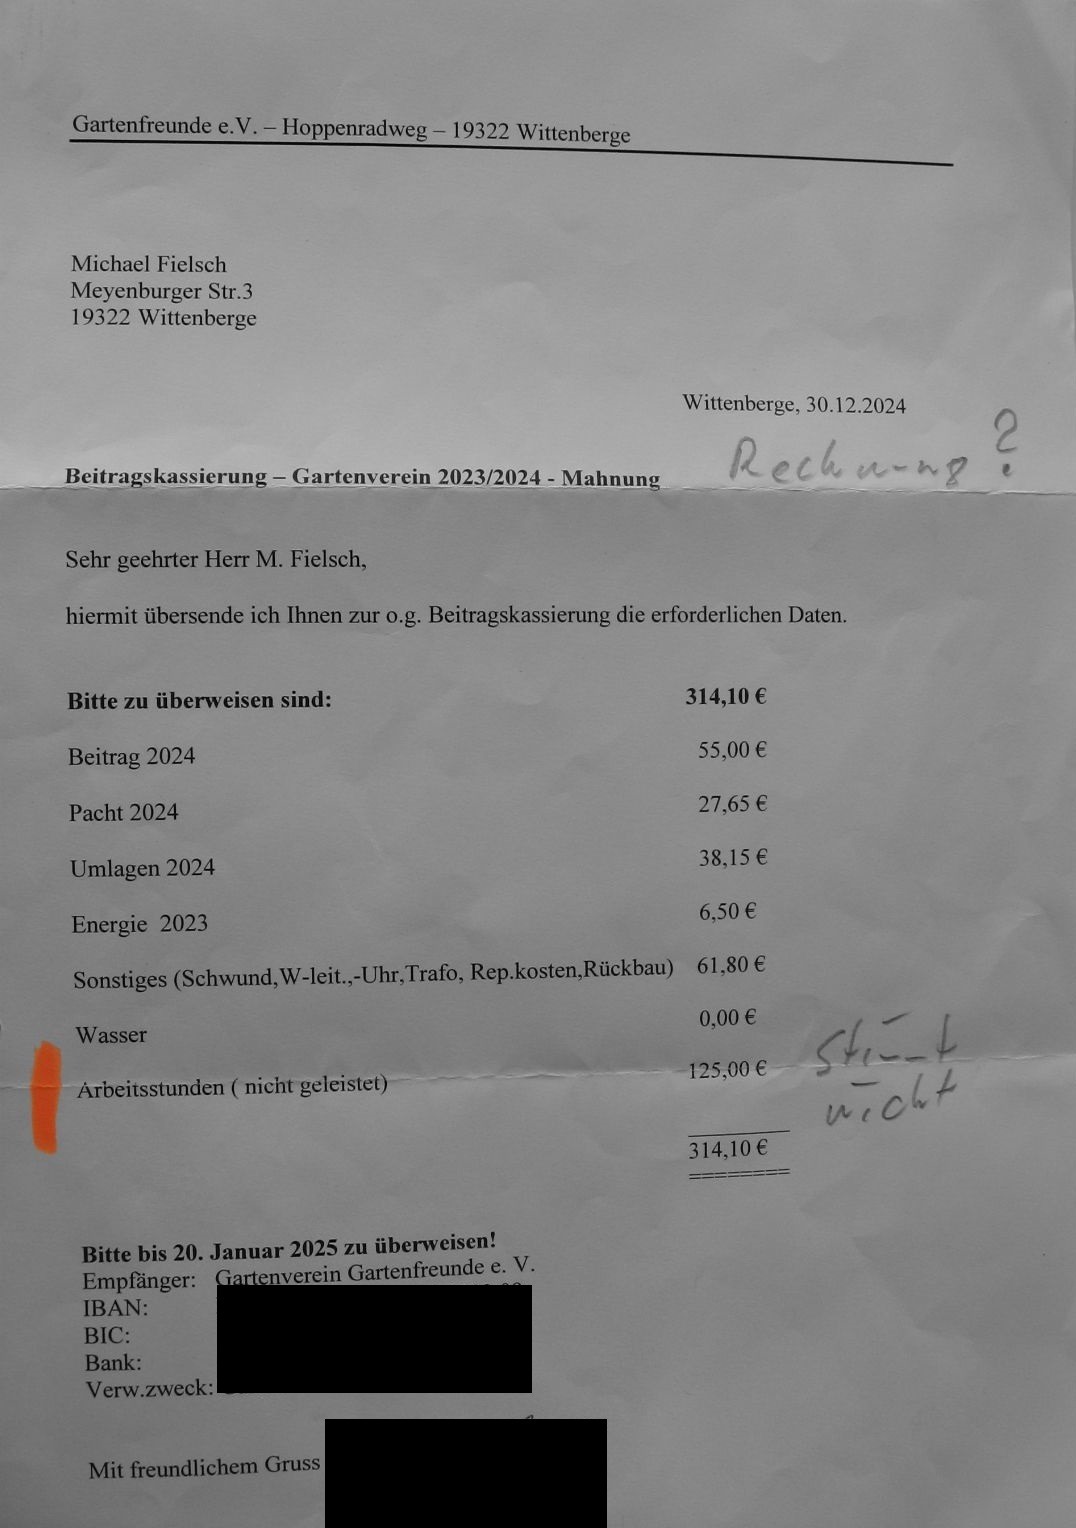 Gartenfreunde e.V. – Hoppenradweg – 19322 Wittenberge
Michael Fielsch
Meyenburger Str.3
19322 Wittenberge
Wittenberge, 30.12.2024
Rechnung ?
Beitragskassierung – Gartenverein 2023/2024 - Mahnung
Sehr geehrter Herr M. Fielsch,
hiermit übersende ich Ihnen zur o.g. Beitragskassierung die erforderlichen Daten.
Bitte zu überweisen sind: 314,10 €
Beitrag 2024 55,00 €
Pacht 2024 27,65 €
Umlagen 2024 38,15 €
Energie  2023 6,50 €
Sonstiges (Schwund,W-leit.,-Uhr,Trafo, Rep.kosten,Rückbau) 61,80 €
Wasser 0,00 €
Arbeitsstunden ( nicht geleistet) 125,00 €
Stimmt
nicht
314,10 €
========
Bitte bis 20. Januar 2025 zu überweisen!
Empfänger: Gartenverein Gartenfreunde e. V.
IBAN:
BIC:
Bank:
Verw.zweck:
Mit freundlichem Gruss